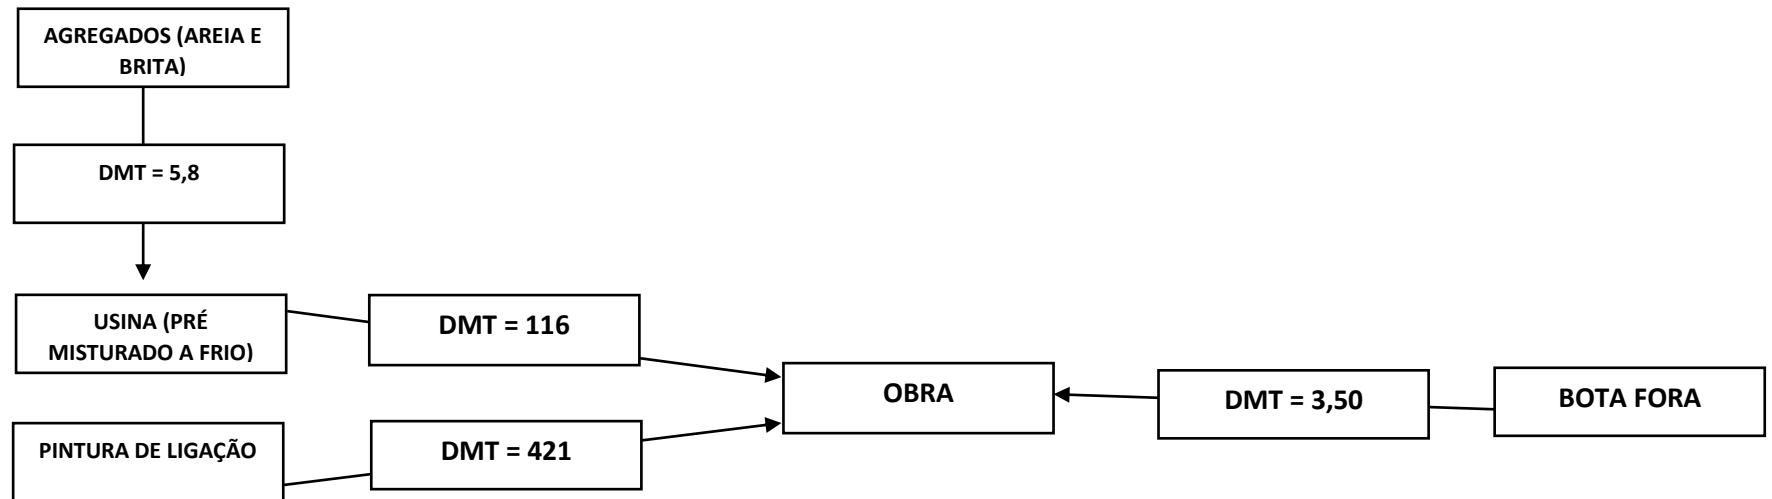 AGREGADOS (AREIA E
BRITA)
DMT = 5,8
USINA (PRÉ
MISTURADO A FRIO)
DMT = 116
OBRA
DMT = 3,50
BOTA FORA
PINTURA DE LIGAÇÃO
DMT = 421